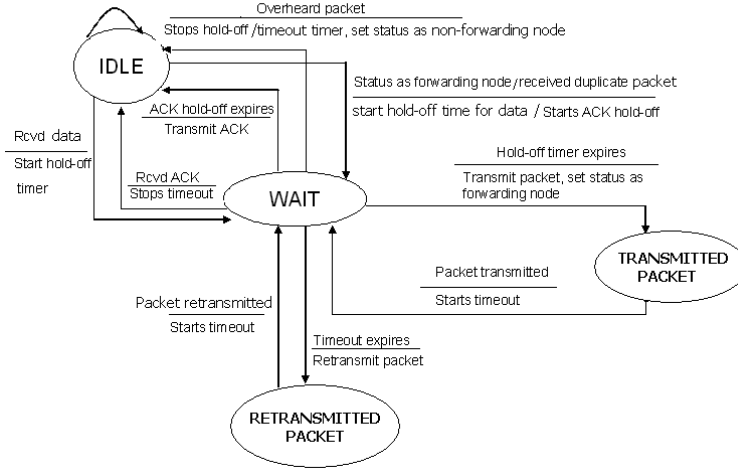 Overheard packet
Stops hold-off /timeout timer, set status as non-forwarding node
IDLE
Status as forwarding node/received duplicate packet
start hold-off time for data / Starts ACK hold-off
ACK hold-off expires
Transmit ACK
Rcvd data
Start hold-off
timer
Rcvd ACK
Stops timeout
WAIT
Hold-off timer expires
Transmit packet, set status as
forwarding node
TRANSMITTED
PACKET
Packet transmitted
Starts timeout
Packet retransmitted
Starts timeout
Timeout expires
Retransmit packet
RETRANSMITTED
PACKET